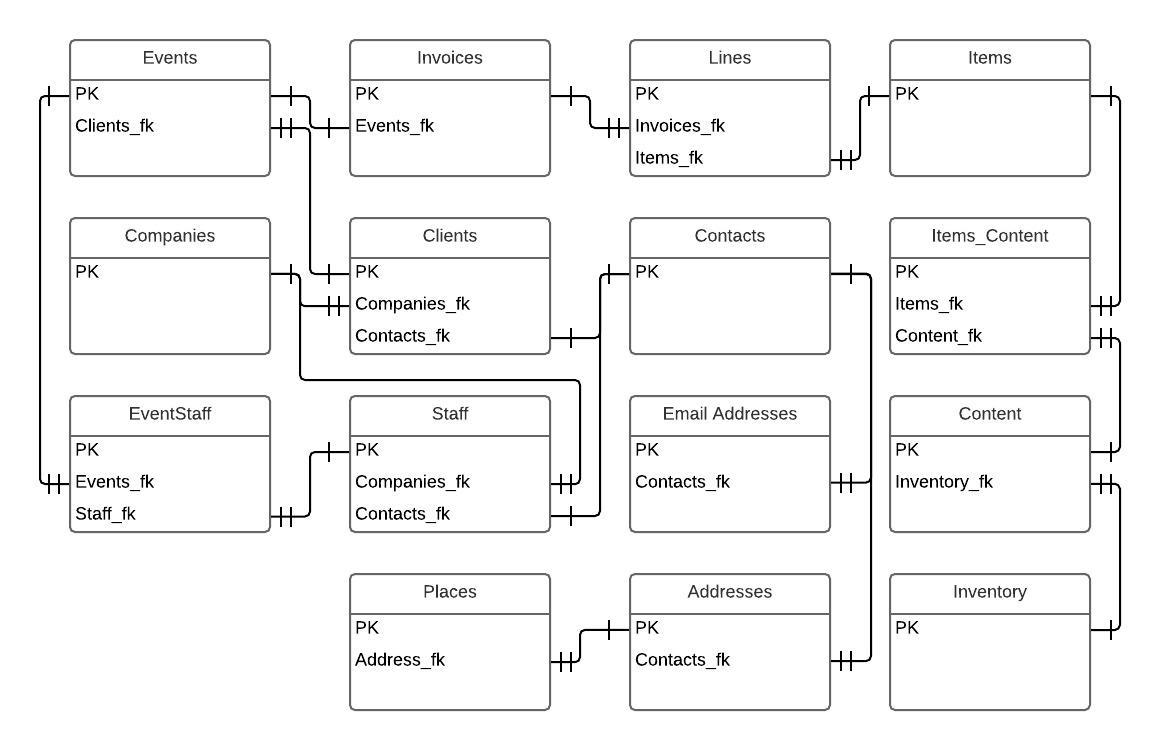 Events
PK
Clients_fk
Invoices
PK
Events_fk
Lines
PK
Invoices_fk
Items_fk
Items
PK
Companies
PK
Clients
PK
Companies_fk
Contacts_fk
Contacts
PK
Items_Content
PK
Items_fk
Content_fk
EventStaff
PK
Events_fk
Staff_fk
Staff
PK
Companies_fk
Contacts_fk
Email Addresses
PK
Contacts_fk
Content
PK
Inventory_fk
Places
PK
Address_fk
Addresses
PK
Contacts_fk
Inventory
PK